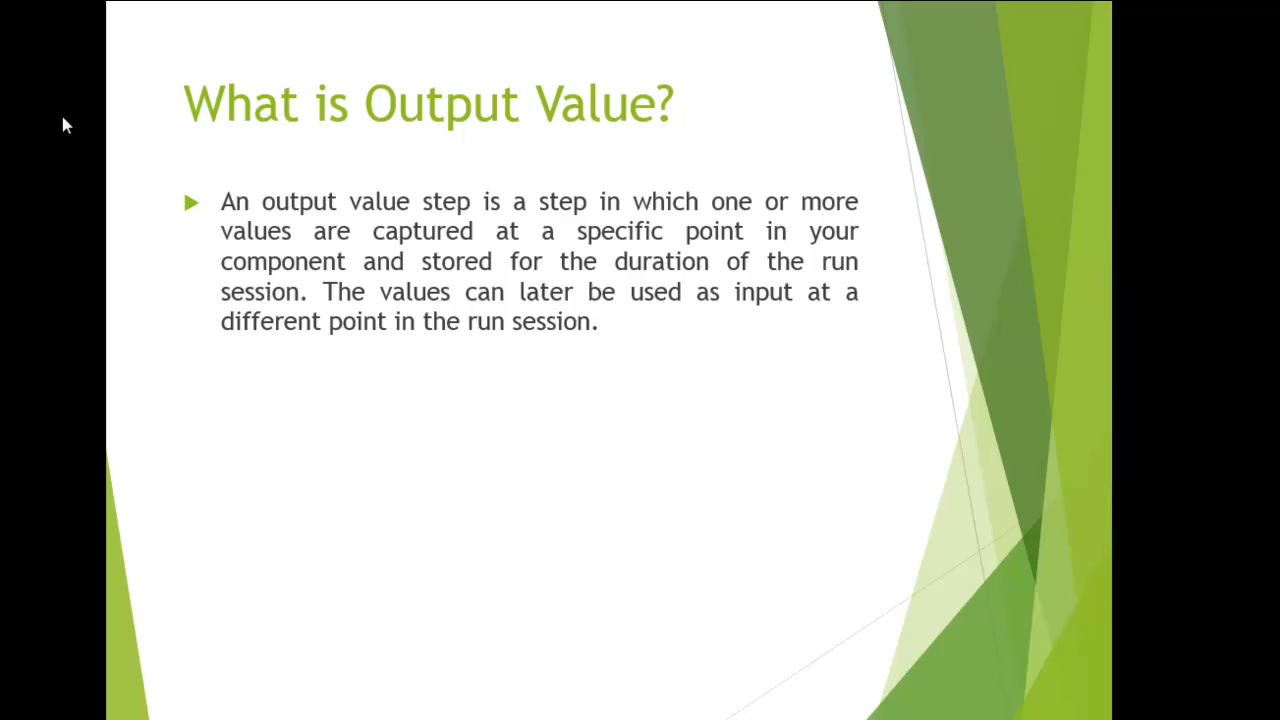 What is Output Value?
An output value step is a step in which one or more
values are captured at a specific point in your
component and stored for the duration of the run
session. The values can later be used as input at a
different point in the run session.